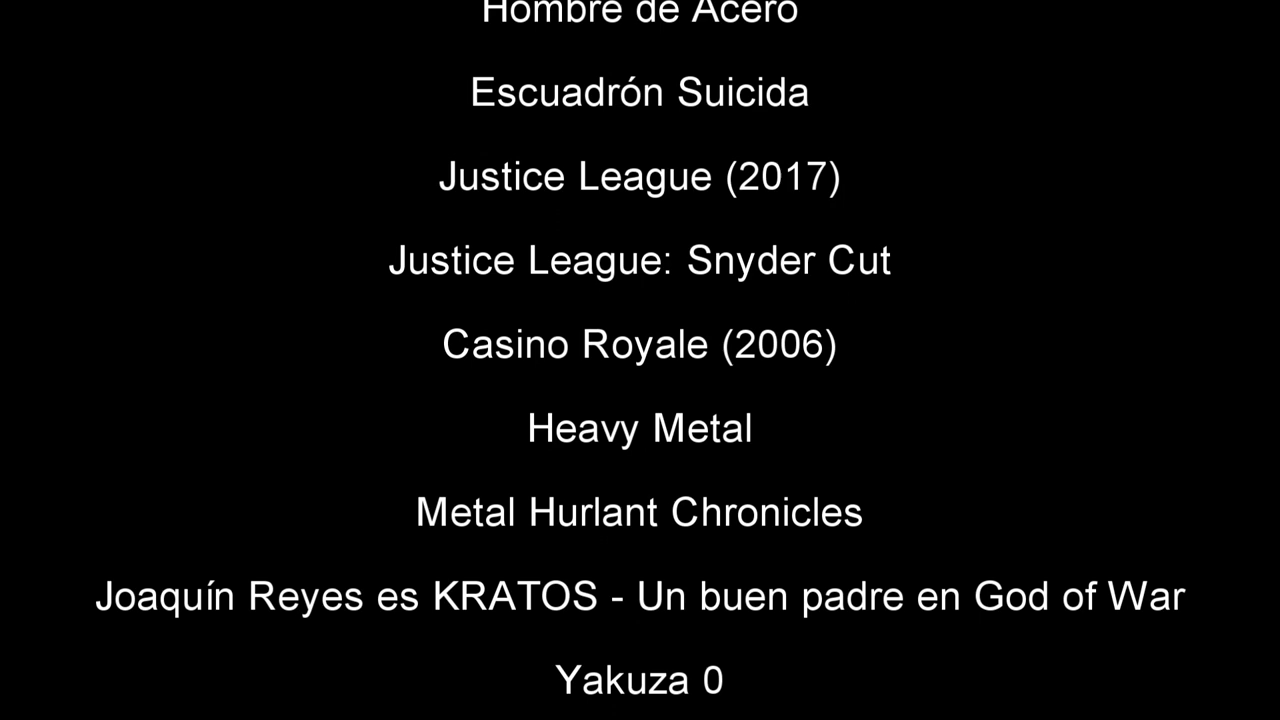 Hombre de Acero
Escuadrón Suicida
Justice League (2017)
Justice League: Snyder Cut
Casino Royale (2006)
Heavy Metal
Metal Hurlant Chronicles
Joaquín Reyes es KRATOS - Un buen padre en God of War
Yakuza 0